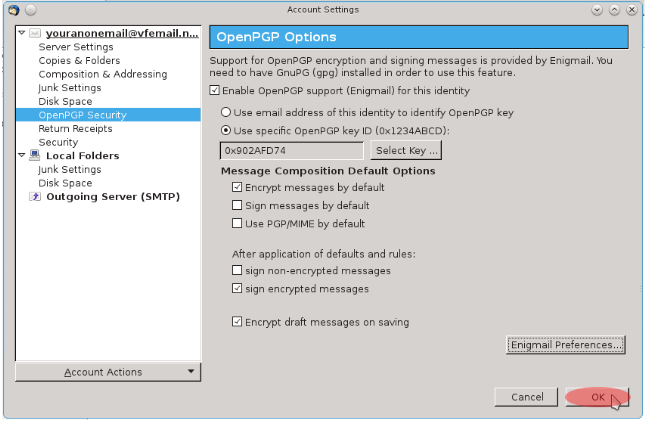 Account Settings
youranonemail@vfemail.n...
Server Settings
Copies & Folders
Composition & Addressing
Junk Settings
Disk Space
OpenPGP Security
Return Receipts
Security
Local Folders
Junk Settings
Disk Space
Outgoing Server (SMTP)
Account Actions
OpenPGP Options
Support for OpenPGP encryption and signing messages is provided by Enigmail. You
need to have GnuPG (gpg) installed in order to use this feature.
Enable OpenPGP support (Enigmail) for this identity
Use email address of this identity to identify OpenPGP key
Use specific OpenPGP key ID (0x1234ABCD):
0x902AFD74
Select Key ...
Message Composition Default Options
Encrypt messages by default
Sign messages by default
Use PGP/MIME by default
After application of defaults and rules:
sign non-encrypted messages
sign encrypted messages
Encrypt draft messages on saving
Enigmail Preferences...
Cancel
OK